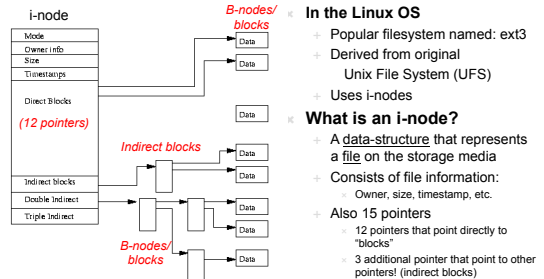 i-node
Mode
Owner info
Size
Timestamps
Direct Blocks
(12 pointers)
Indirect blocks
Double Indirect
Triple Indirect
B-nodes/
blocks
Data
Data
Data
Indirect blocks
Data
Data
Data
Data
B-nodes/
blocks
Data
In the Linux OS
Popular filesystem named: ext3
Derived from original
Unix File System (UFS)
Uses i-nodes
What is an i-node?
A data-structure that represents
a file on the storage media
Consists of file information:
Owner, size, timestamp, etc.
Also 15 pointers
12 pointers that point directly to
"blocks"
3 additional pointer that point to other
pointers! (indirect blocks)